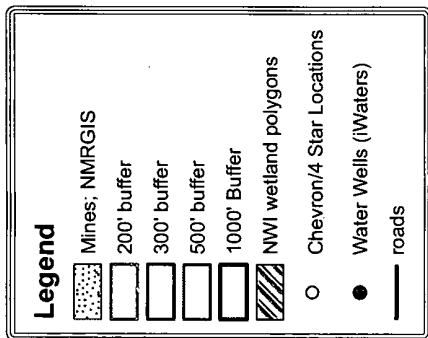 Legend
Mines; NMRGIS
200' buffer
300' buffer
500' buffer
1000' Buffer
NWI wetland polygons
Chevron/4 Star Locations
Water Wells (iWaters)
roads